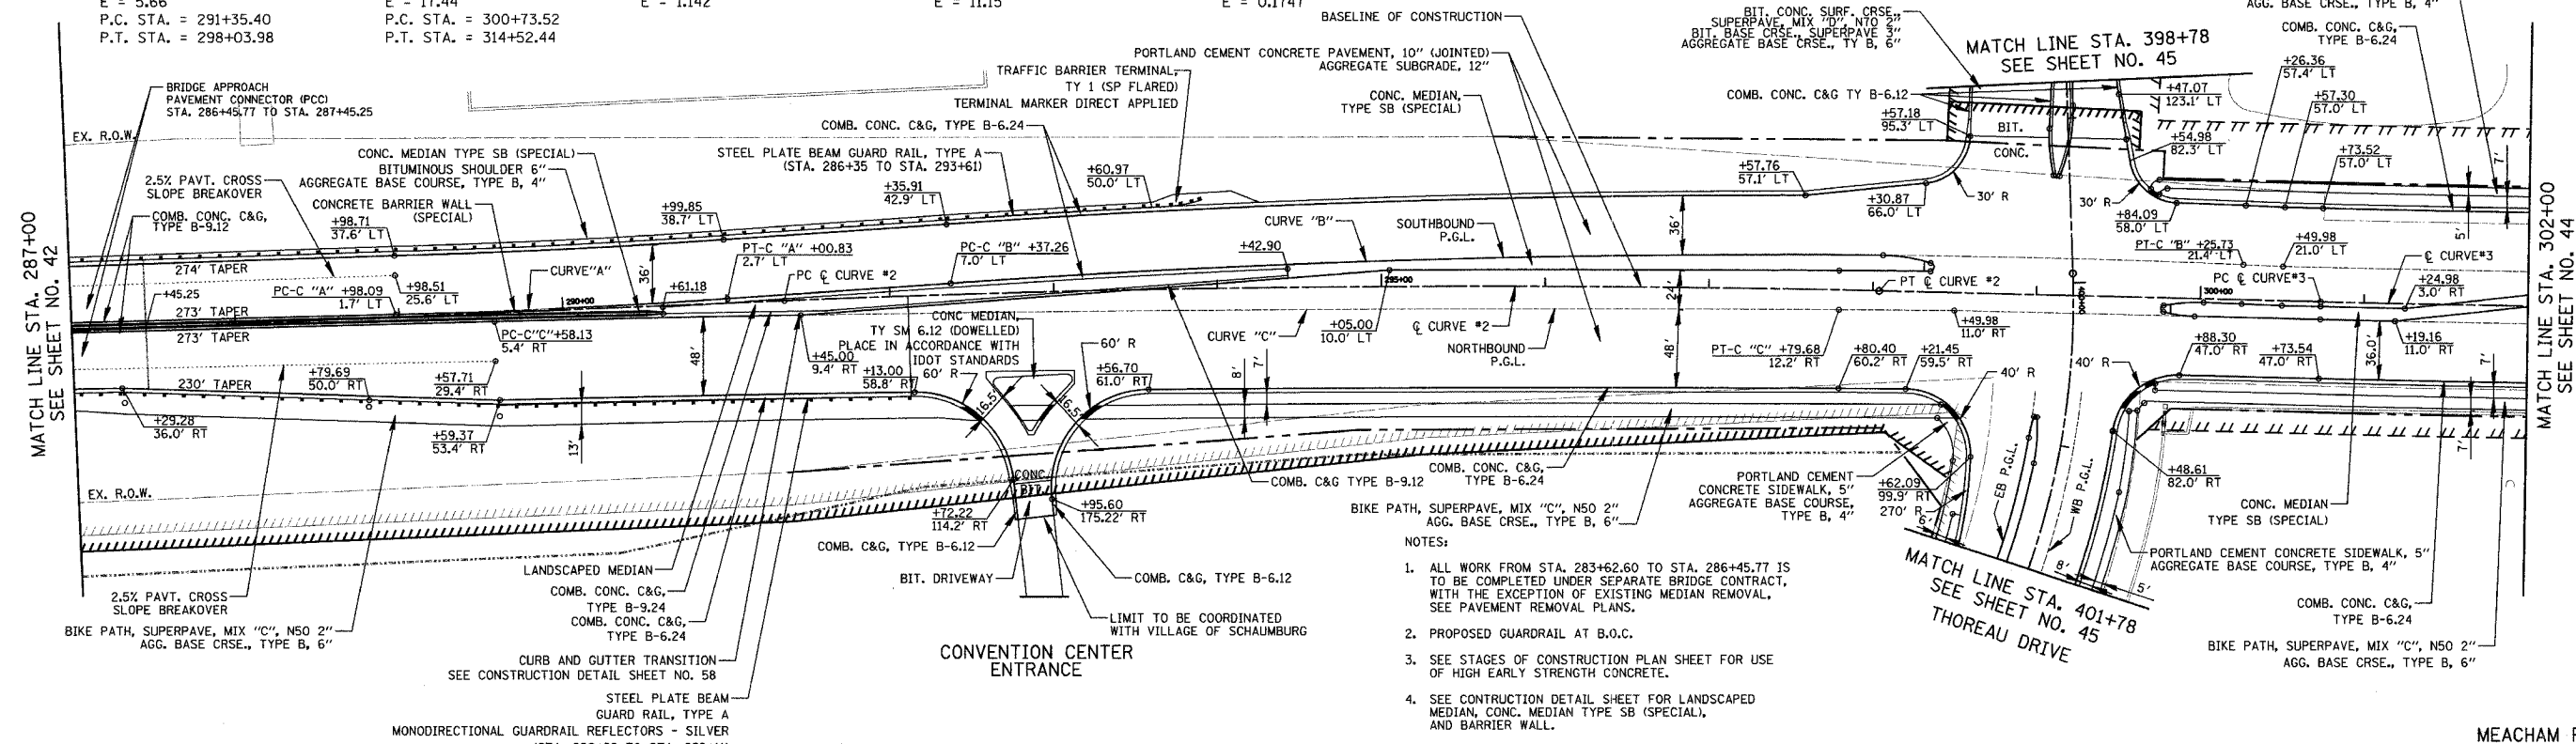 E = 5.66
P.C. STA. = 291+35.40
P.T. STA. = 298+03.98
E = 17.44
P.C. STA. = 300+73.52
P.T. STA. = 314+52.44
E = 1.142
E = 11.15
E = 0.1747
BASELINE OF CONSTRUCTION
BIT. CONC. SURF. CRSE.,
SUPERPAVE, MIX "D", N70 2"
BIT. BASE CRSE., SUPERPAVE 3"
AGGREGATE BASE CRSE., TY B, 6"
AGG. BASE CRSE., TYPE B, 4"
COMB. CONC. C&G,
TYPE B-6.24
MATCH LINE STA. 398+78
SEE SHEET NO. 45
PORTLAND CEMENT CONCRETE PAVEMENT, 10" (JOINTED)
AGGREGATE SUBGRADE, 12"
TRAFFIC BARRIER TERMINAL,
TY 1 (SP FLARED)
TERMINAL MARKER DIRECT APPLIED
BRIDGE APPROACH
PAVEMENT CONNECTOR (PCC)
STA. 286+45.77 TO STA. 287+45.25
CONC. MEDIAN,
TYPE SB (SPECIAL)
COMB. CONC. C&G TY B-6.12
+26.36
57.4' LT
+47.07
123.1' LT
+57.30
57.0' LT
EX. R.O.W.
COMB. CONC. C&G, TYPE B-6.24
+57.18
95.3' LT
BIT.
CONC.
+54.98
82.3' LT
+73.52
57.0' LT
7'
CONC. MEDIAN TYPE SB (SPECIAL)
BITUMINOUS SHOULDER 6"
AGGREGATE BASE COURSE, TYPE B, 4"
STEEL PLATE BEAM GUARD RAIL, TYPE A
(STA. 286+35 TO STA. 293+61)
+60.97
50.0' LT
+57.76
57.1' LT
2.5% PAVT. CROSS
SLOPE BREAKOVER
CONCRETE BARRIER WALL
(SPECIAL)
+35.91
42.9' LT
+30.87
66.0' LT
30' R
30' R
COMB. CONC. C&G,
TYPE B-9.12
+98.71
37.6' LT
+99.85
38.7' LT
CURVE "B"
SOUTHBOUND
P.G.L.
36'
+84.09
58.0' LT
5'
MATCH LINE STA. 287+00
SEE SHEET NO. 42
274' TAPER
CURVE"A"
36'
PT-C "A" +00.83
2.7' LT
PC-C "B" +37.26
7.0' LT
+42.90
PT-C "B" +25.73
21.4' LT
+49.98
21.0' LT
℄ CURVE#3
+45.25
PC-C "A" +98.09
1.7' LT
+98.51
25.6' LT
+61.18
PC ℄ CURVE #2
295+00
24'
PT ℄ CURVE #2
PC ℄ CURVE#3
+24.98
3.0' RT
273' TAPER
290+00
300+00
273' TAPER
PC-C"C"+58.13
5.4' RT
CONC MEDIAN,
TY SM 6.12 (DOWELLED)
PLACE IN ACCORDANCE WITH
IDOT STANDARDS
60' R
60' R
CURVE "C"
+05.00
10.0' LT
℄ CURVE #2
NORTHBOUND
P.G.L.
48'
PT-C "C" +79.68
12.2' RT
+49.98
11.0' RT
+88.30
47.0' RT
+19.16
11.0' RT
48'
+45.00
9.4' RT
+13.00
58.8' RT
+56.70
61.0' RT
8'
7'
+80.40
60.2' RT
+21.45
59.5' RT
40' R
40' R
+73.54
47.0' RT
36.0'
7'
230' TAPER
+79.69
50.0' RT
+57.71
29.4' RT
16.5'
16.5'
+29.28
36.0' RT
+59.37
53.4' RT
13'
7'
MATCH LINE STA. 302+00
SEE SHEET NO. 44
EX. R.O.W.
CONC.
BIT.
COMB. CONC. C&G,
TYPE B-6.24
COMB. C&G TYPE B-9.12
PORTLAND CEMENT
CONCRETE SIDEWALK, 5"
AGGREGATE BASE COURSE,
TYPE B, 4"
+62.09
99.9' RT
270' R
6'
EB P.G.L.
WB P.G.L.
+48.61
82.0' RT
CONC. MEDIAN
TYPE SB (SPECIAL)
+72.22
114.2' RT
+95.60
175.22' RT
BIKE PATH, SUPERPAVE, MIX "C", N50 2"
AGG. BASE CRSE., TYPE B, 6"
COMB. C&G, TYPE B-6.12
NOTES:
1. ALL WORK FROM STA. 283+62.60 TO STA. 286+45.77 IS
TO BE COMPLETED UNDER SEPARATE BRIDGE CONTRACT,
WITH THE EXCEPTION OF EXISTING MEDIAN REMOVAL,
SEE PAVEMENT REMOVAL PLANS.
2. PROPOSED GUARDRAIL AT B.O.C.
3. SEE STAGES OF CONSTRUCTION PLAN SHEET FOR USE
OF HIGH EARLY STRENGTH CONCRETE.
4. SEE CONTRUCTION DETAIL SHEET FOR LANDSCAPED
MEDIAN, CONC. MEDIAN TYPE SB (SPECIAL),
AND BARRIER WALL.
LANDSCAPED MEDIAN
BIT. DRIVEWAY
COMB. C&G, TYPE B-6.12
PORTLAND CEMENT CONCRETE SIDEWALK, 5"
AGGREGATE BASE COURSE, TYPE B, 4"
8'
5'
2.5% PAVT. CROSS
SLOPE BREAKOVER
COMB. CONC. C&G,
TYPE B-9.24
COMB. CONC. C&G,
TYPE B-6.24
LIMIT TO BE COORDINATED
WITH VILLAGE OF SCHAUMBURG
MATCH LINE STA. 401+78
SEE SHEET NO. 45
THOREAU DRIVE
COMB. CONC. C&G,
TYPE B-6.24
BIKE PATH, SUPERPAVE, MIX "C", N50 2"
AGG. BASE CRSE., TYPE B, 6"
CONVENTION CENTER
ENTRANCE
BIKE PATH, SUPERPAVE, MIX "C", N50 2"
AGG. BASE CRSE., TYPE B, 6"
CURB AND GUTTER TRANSITION
SEE CONSTRUCTION DETAIL SHEET NO. 58
STEEL PLATE BEAM
GUARD RAIL, TYPE A
MONODIRECTIONAL GUARDRAIL REFLECTORS - SILVER
MEACHAM